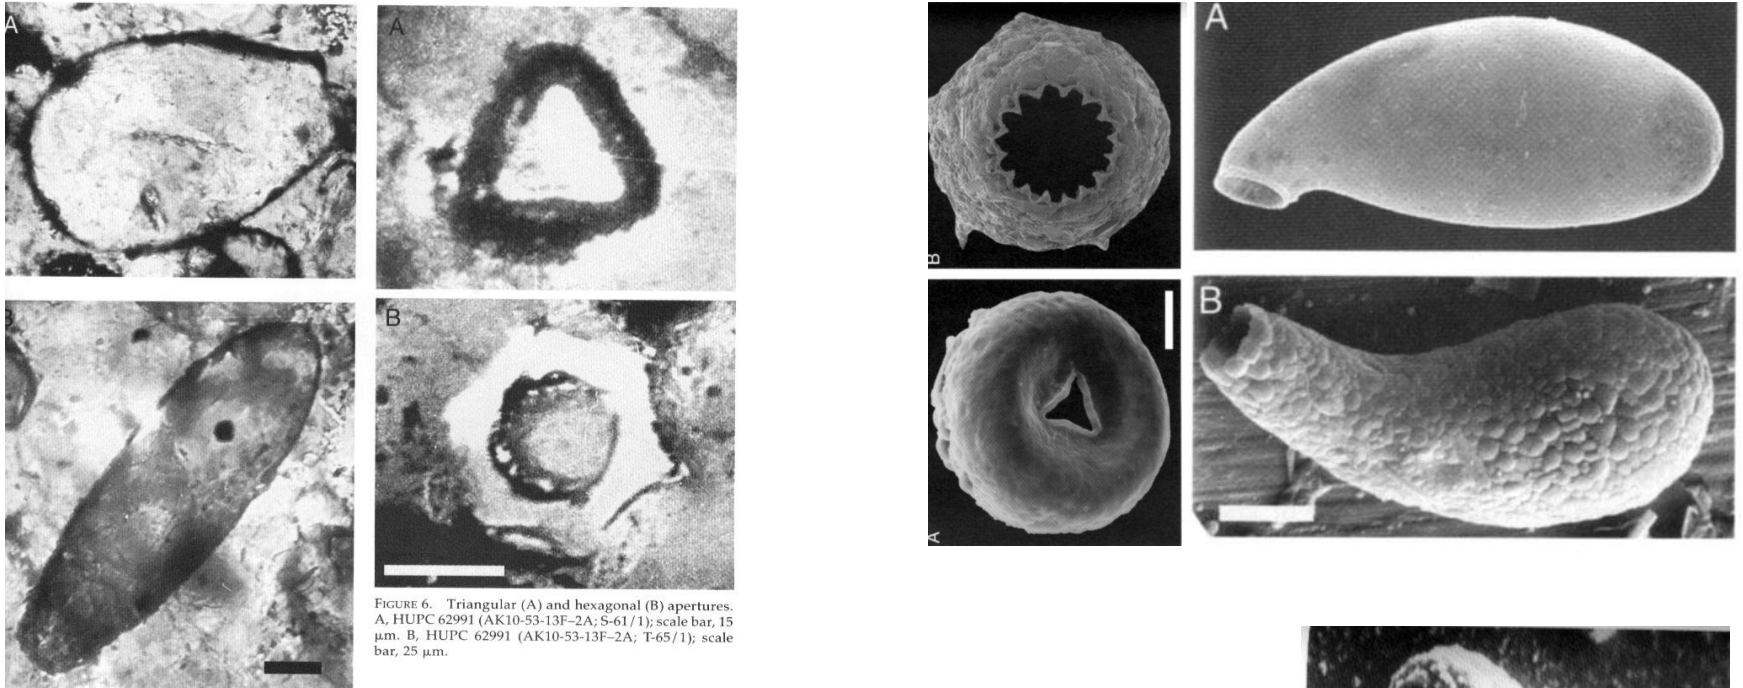 A
B
A
B
FIGURE 6. Triangular (A) and hexagonal (B) apertures.
A, HUPC 62991 (AK10-53-13F–2A; S-61/1); scale bar, 15
μm. B, HUPC 62991 (AK10-53-13F–2A; T-65/1); scale
bar, 25 μm.
B
A
A
B